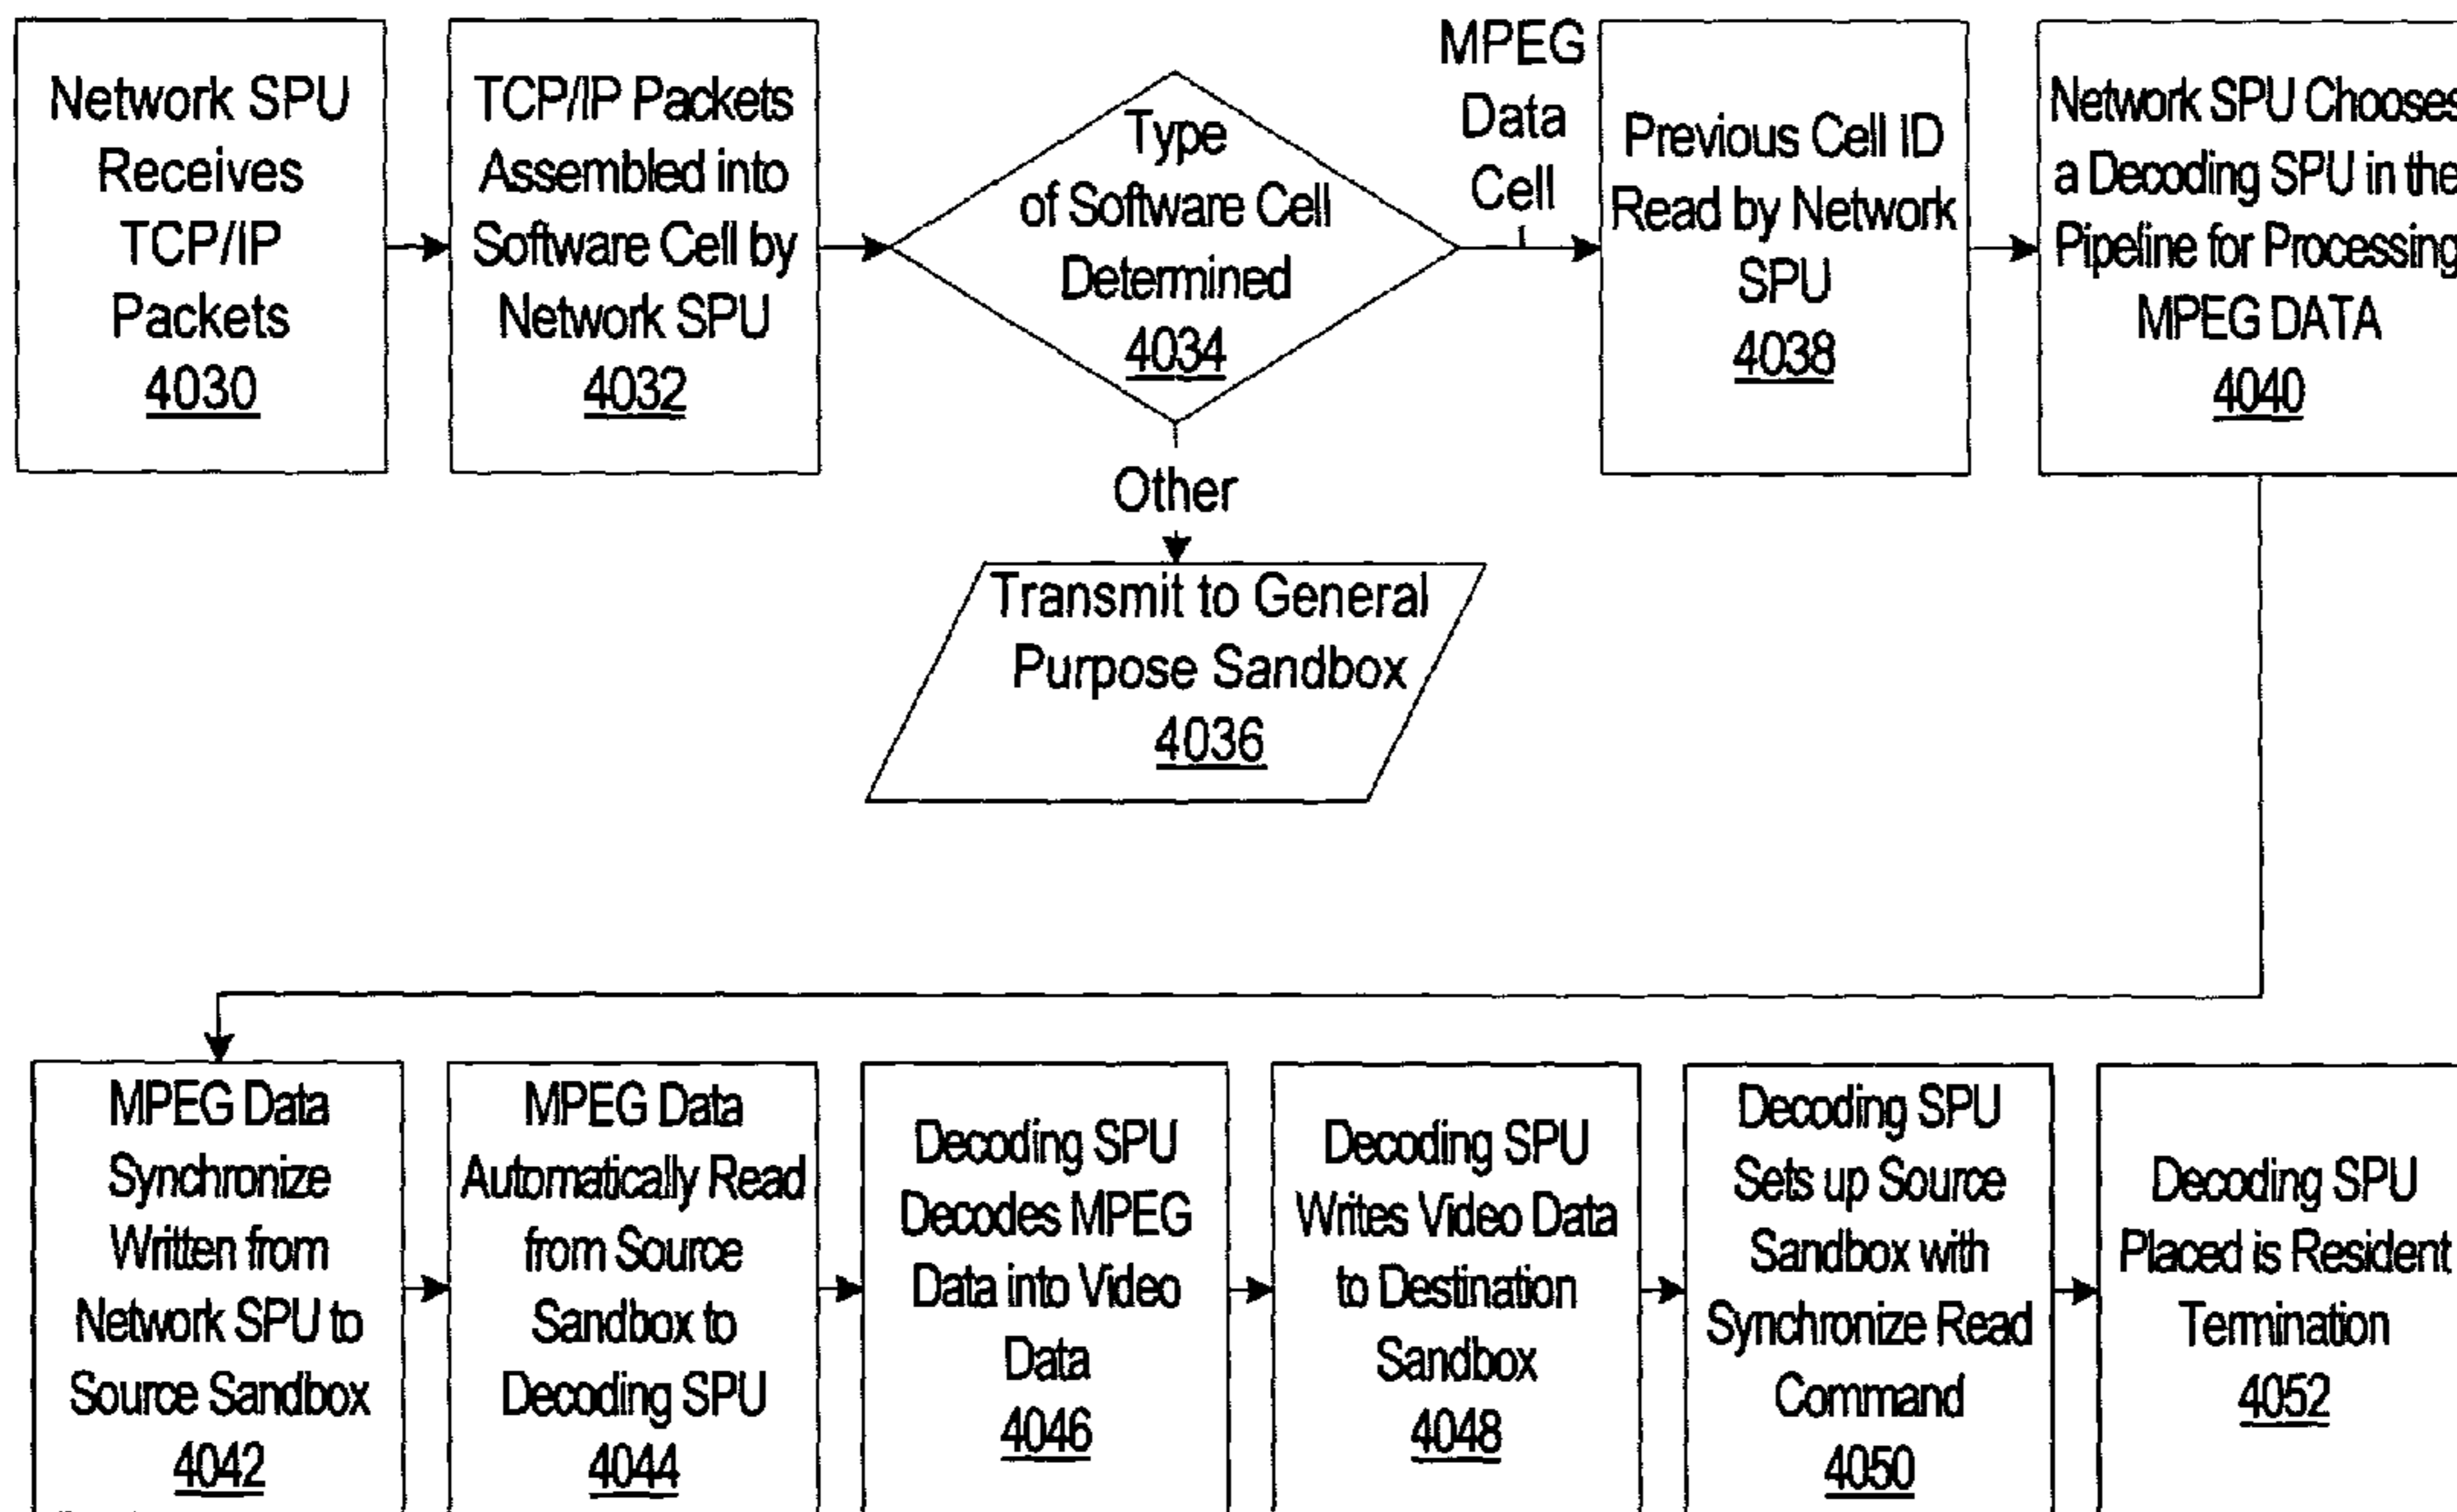 Network SPU
Receives
TCP/IP
Packets
4030
TCP/IP Packets
Assembled into
Software Cell by
Network SPU
4032
Type
of Software Cell
Determined
4034
MPEG
Data
Cell
Previous Cell ID
Read by Network
SPU
4038
Network SPU Chooses
a Decoding SPU in the
Pipeline for Processing
MPEG DATA
4040
Other
Transmit to General
Purpose Sandbox
4036
MPEG Data
Synchronize
Written from
Network SPU to
Source Sandbox
4042
MPEG Data
Automatically Read
from Source
Sandbox to
Decoding SPU
4044
Decoding SPU
Decodes MPEG
Data into Video
Data
4046
Decoding SPU
Writes Video Data
to Destination
Sandbox
4048
Decoding SPU
Sets up Source
Sandbox with
Synchronize Read
Command
4050
Decoding SPU
Placed is Resident
Termination
4052